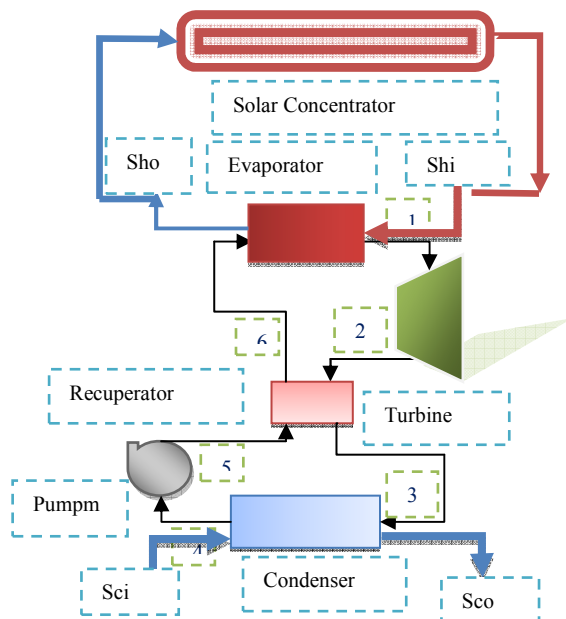 Solar Concentrator
Sho
Evaporator
Shi
1
6
2
Recuperator
Turbine
5
3
Pumpm
4
Condenser
Sci
Sco